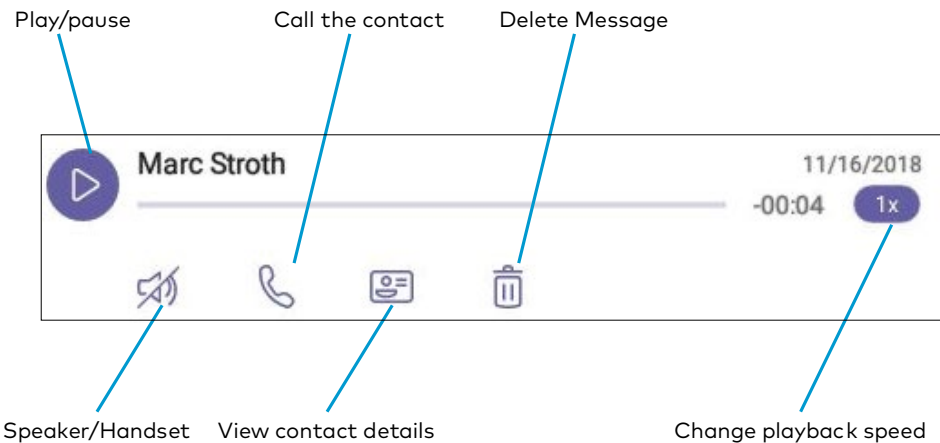 Play/pause Call the contact Delete Message
Marc Stroth 11/16/2018
-00:04 1x
Speaker/Handset View contact details Change playback speed